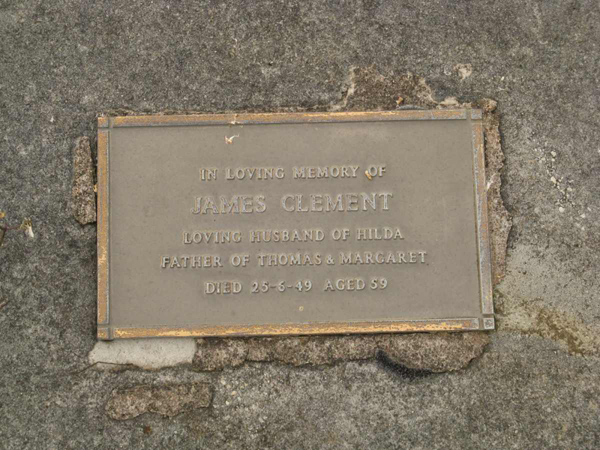 IN LOVING MEMORY OF
JAMES CLEMENT
LOVING HUSBAND OF HILDA
FATHER OF THOMAS & MARGARET
DIED 25-6-49 AGED 59